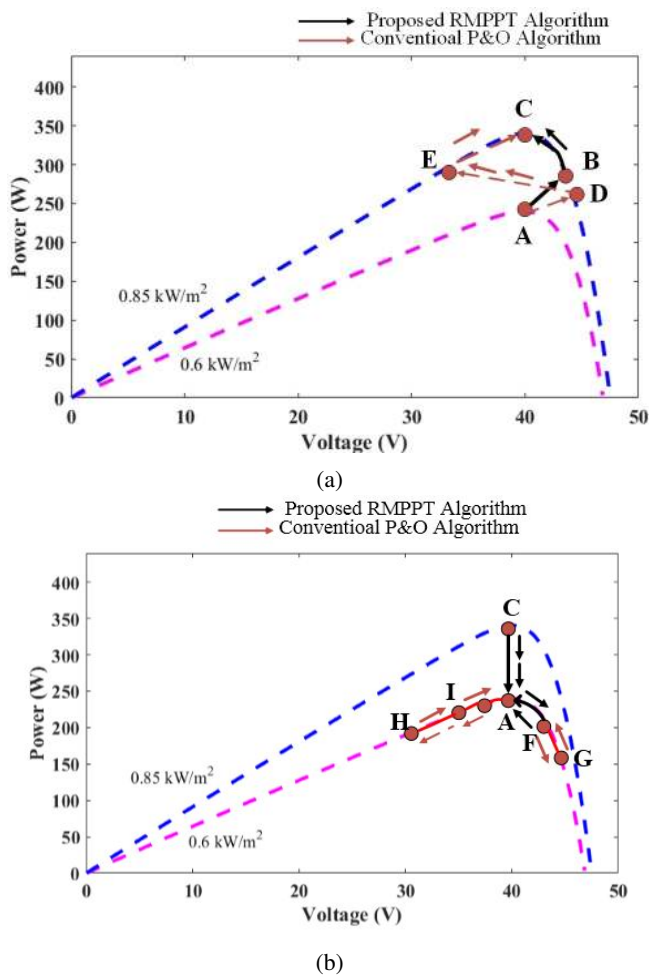 Proposed RMPPT Algorithm
Conventioal P&O Algorithm
400
350
300
250
200
150
100
50
0
Power (W)
C
E
B
D
A
0.85 kW/m²
0.6 kW/m²
0 10 20 30 40 50
Voltage (V)
(a)
Proposed RMPPT Algorithm
Conventioal P&O Algorithm
400
350
300
250
200
150
100
50
0
Power (W)
C
I
H A
F G
0.85 kW/m²
0.6 kW/m²
0 10 20 30 40 50
Voltage (V)
(b)